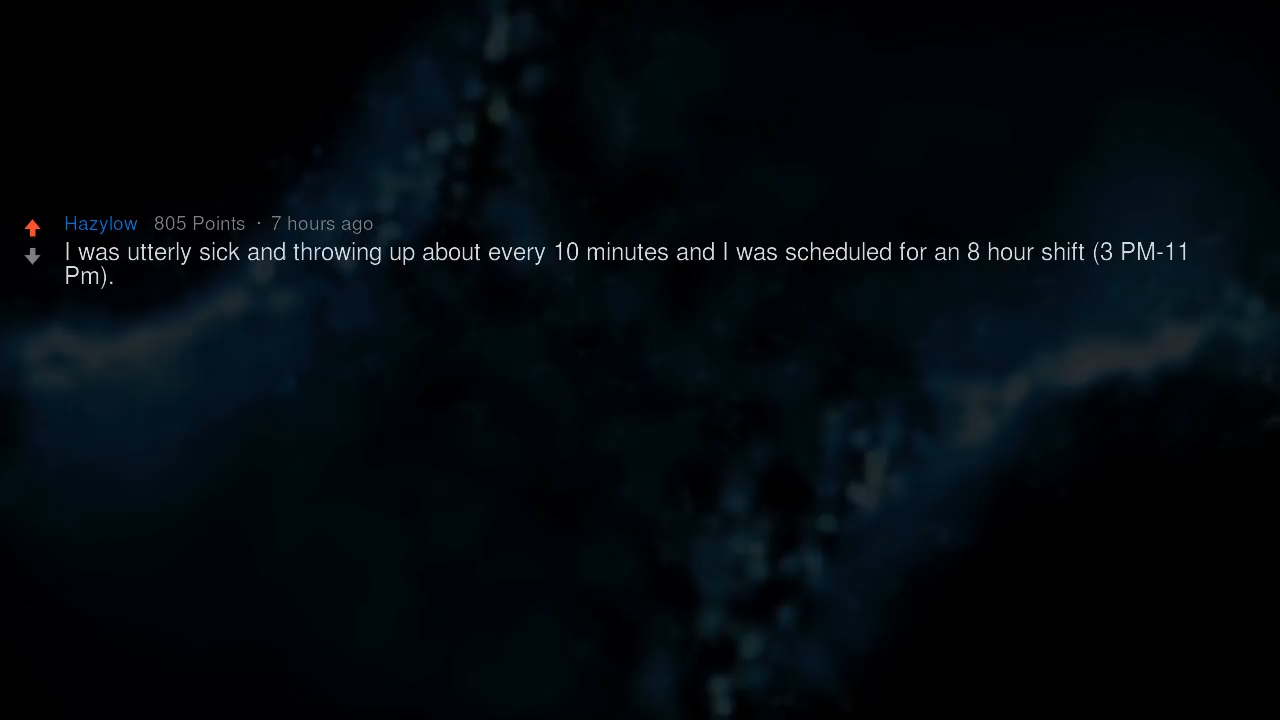 Hazylow 805 Points · 7 hours ago
I was utterly sick and throwing up about every 10 minutes and I was scheduled for an 8 hour shift (3 PM-11
Pm).